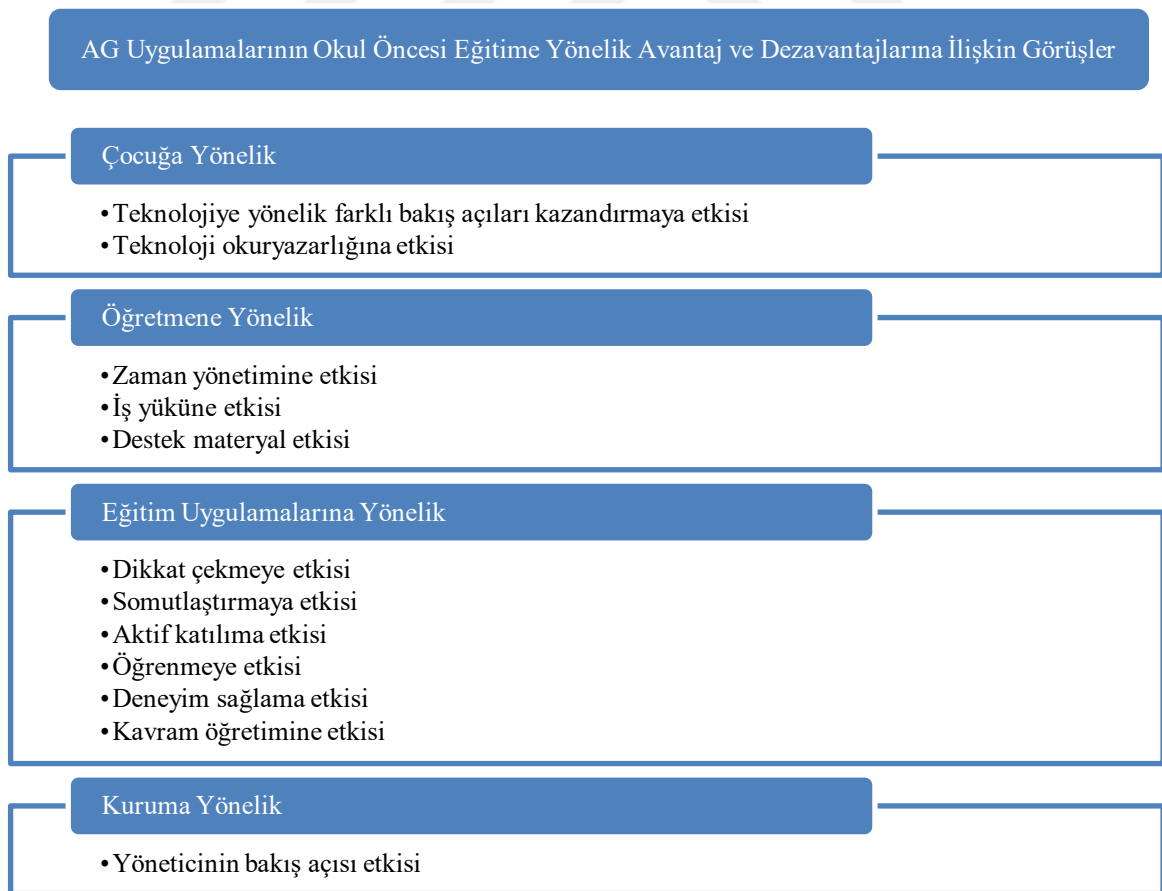 AG Uygulamalarının Okul Öncesi Eğitime Yönelik Avantaj ve Dezavantajlarına İlişkin Görüşler
Çocuğa Yönelik
•Teknolojiye yönelik farklı bakış açıları kazandırmaya etkisi
•Teknoloji okuryazarlığına etkisi
Öğretmene Yönelik
•Zaman yönetimine etkisi
•İş yüküne etkisi
•Destek materyal etkisi
Eğitim Uygulamalarına Yönelik
•Dikkat çekmeye etkisi
•Somutlaştırmaya etkisi
•Aktif katılıma etkisi
•Öğrenmeye etkisi
•Deneyim sağlama etkisi
•Kavram öğretimine etkisi
Kuruma Yönelik
•Yöneticinin bakış açısı etkisi